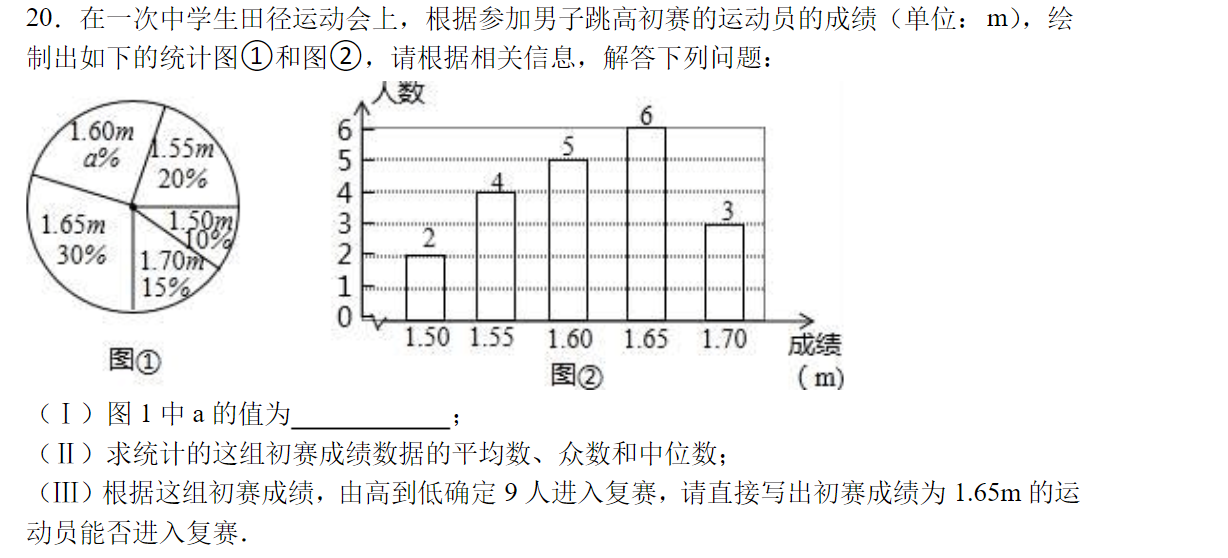 20．在一次中学生田径运动会上，根据参加男子跳高初赛的运动员的成绩（单位：m），绘
制出如下的统计图①和图②，请根据相关信息，解答下列问题：
1.60m
a%
1.55m
20%
1.65m
30%
1.50m
10%
1.70m
15%
图①
人数
6
5
4
3
2
1
0
2
4
5
6
3
1.50 1.55 1.60 1.65 1.70
成绩
（m)
图②
（Ⅰ）图 1 中 a 的值为____________；
（Ⅱ）求统计的这组初赛成绩数据的平均数、众数和中位数；
（Ⅲ）根据这组初赛成绩，由高到低确定 9 人进入复赛，请直接写出初赛成绩为 1.65m 的运
动员能否进入复赛．